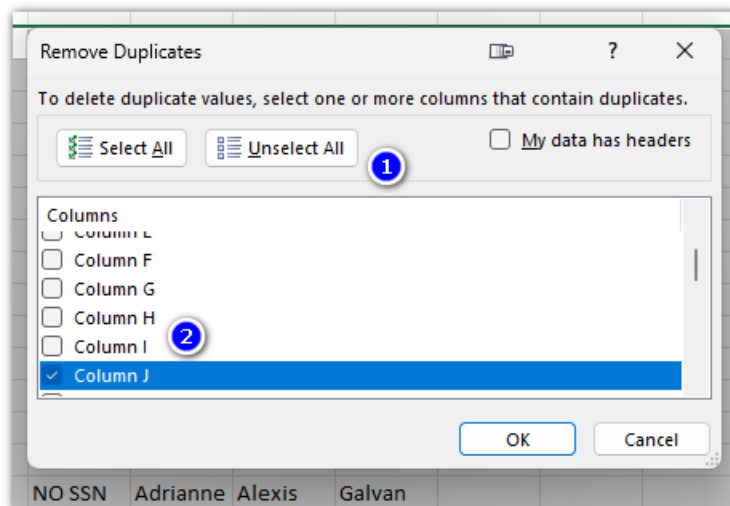 Remove Duplicates ?
To delete duplicate values, select one or more columns that contain duplicates.
Select All Unselect All 1 My data has headers
Columns
Column E
Column F
Column G
Column H
Column I 2
Column J
OK Cancel
NO SSN Adrianne Alexis Galvan